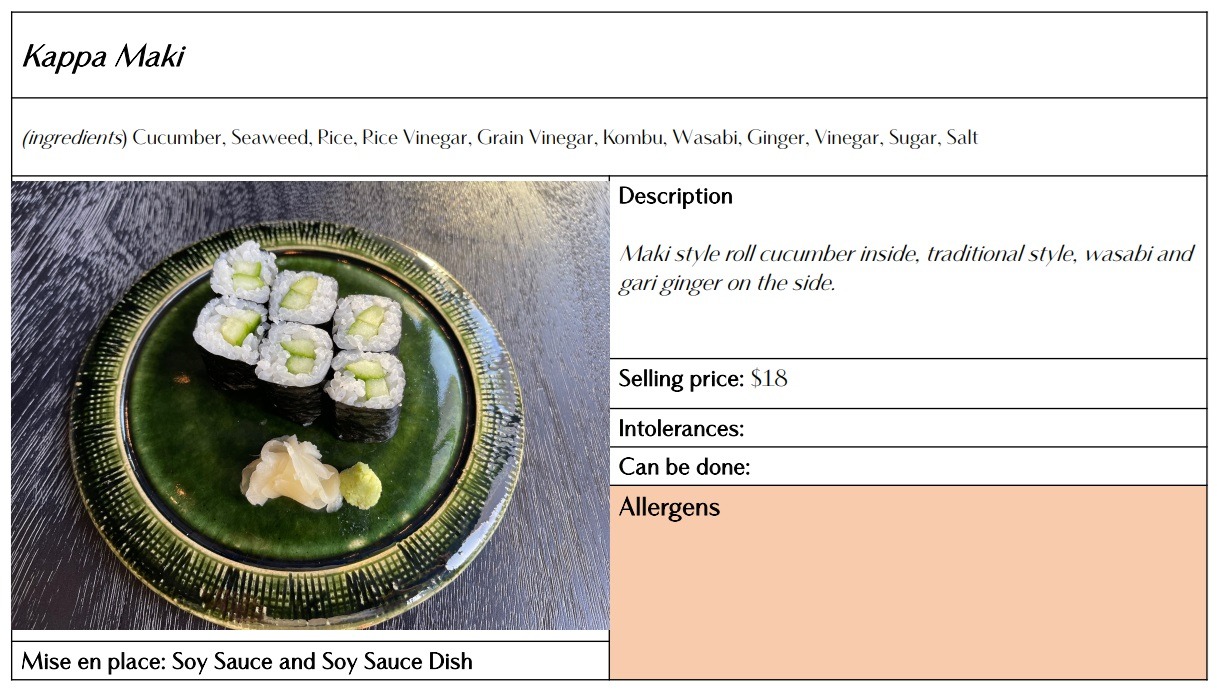 Kappa Maki
(ingredients) Cucumber, Seaweed, Rice, Rice Vinegar, Grain Vinegar, Kombu, Wasabi, Ginger, Vinegar, Sugar, Salt
Description
Maki style roll cucumber inside, traditional style, wasabi and
gari ginger on the side.
Selling price: $18
Intolerances:
Can be done:
Allergens
Mise en place: Soy Sauce and Soy Sauce Dish